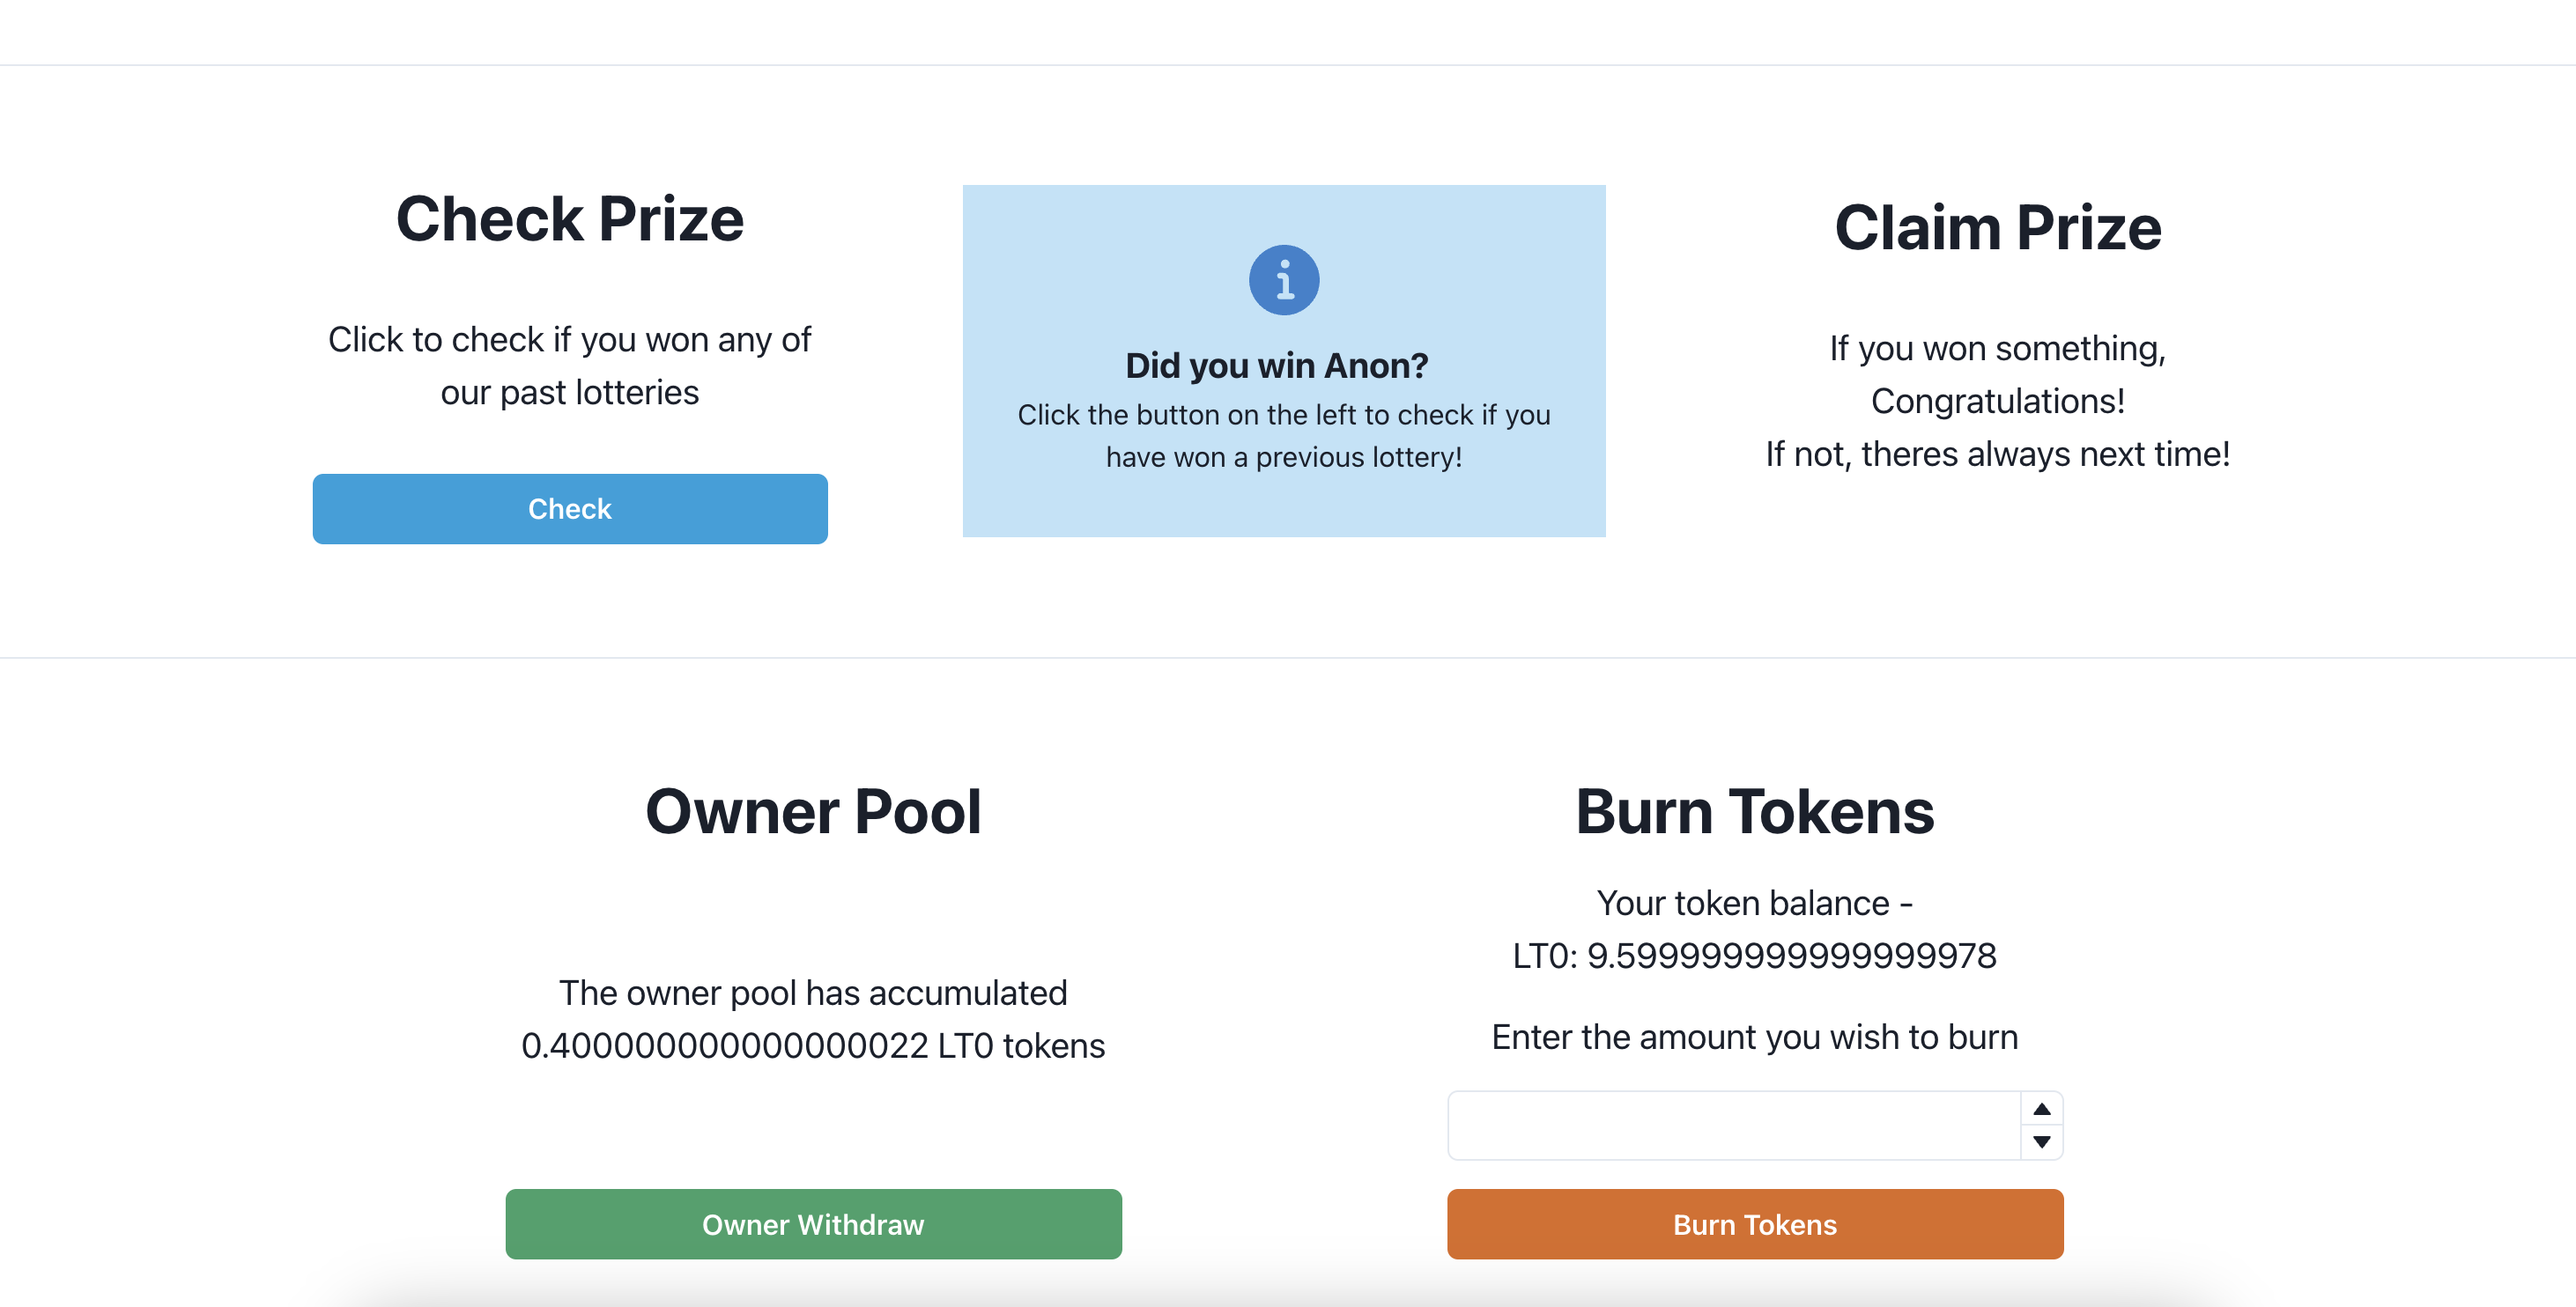 Check Prize
Click to check if you won any of
our past lotteries
Check
Did you win Anon?
Click the button on the left to check if you
have won a previous lottery!
Claim Prize
If you won something,
Congratulations!
If not, theres always next time!
Owner Pool
The owner pool has accumulated
0.400000000000000022 LT0 tokens
Owner Withdraw
Burn Tokens
Your token balance -
LT0: 9.599999999999999978
Enter the amount you wish to burn
Burn Tokens